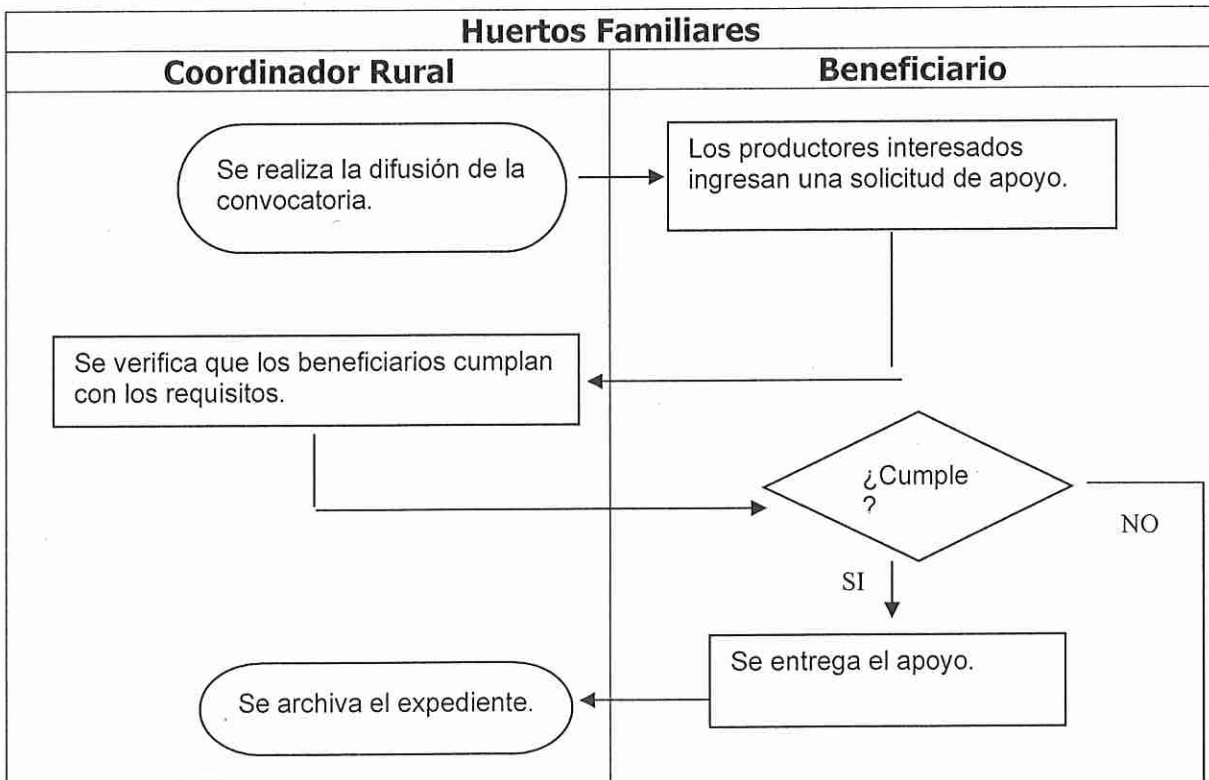 Huertos Familiares
Coordinador Rural
Beneficiario
Se realiza la difusión de la
convocatoria.
Los productores interesados
ingresan una solicitud de apoyo.
Se verifica que los beneficiarios cumplan
con los requisitos.
¿Cumple
?
NO
SI
Se entrega el apoyo.
Se archiva el expediente.